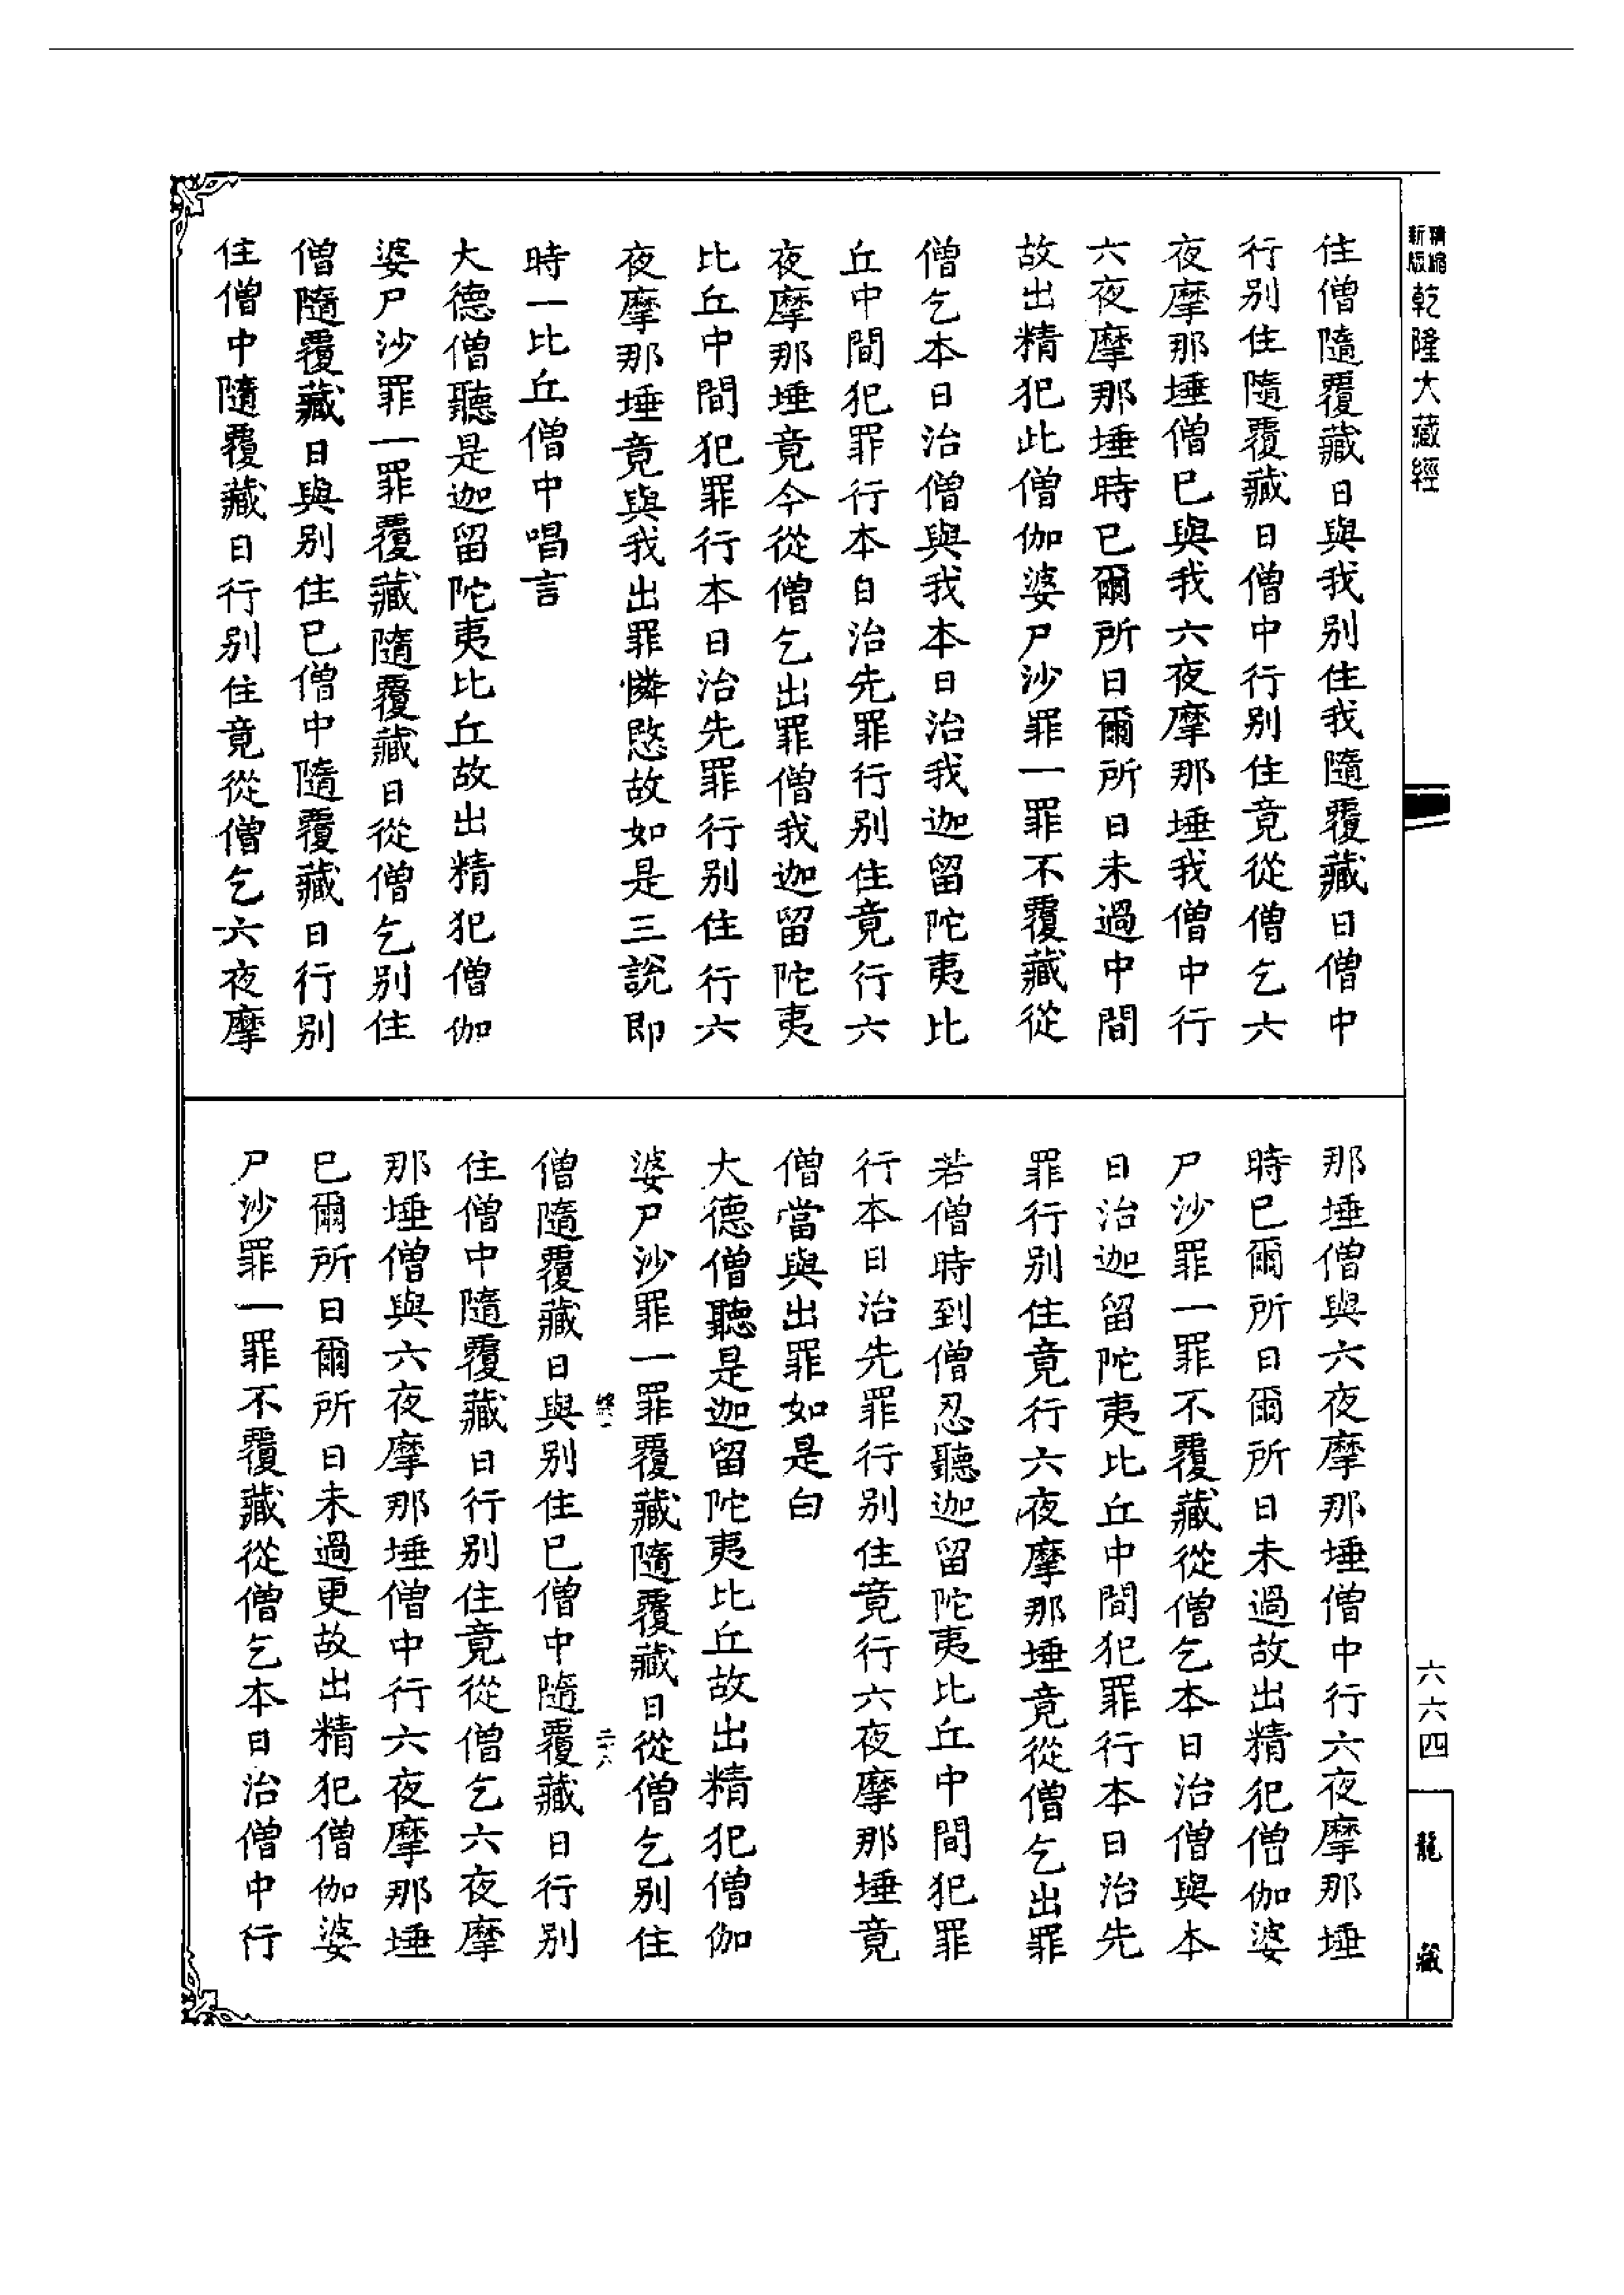 精縮
新版
乾隆大藏經
住僧隨覆藏日與我別住我隨覆藏日僧中
行別住隨覆藏日僧中行別住竟從僧乞六
夜摩那埵僧已與我六夜摩那埵我僧中行
六夜摩那埵時已爾所日爾所日未過中間
故出精犯此僧伽婆尸沙罪一罪不覆藏從
僧乞本日治僧與我本日治我迦留陀夷比
丘中間犯罪行本日治先罪行別住竟行六
夜摩那埵竟今從僧乞出罪僧我迦留陀夷
比丘中間犯罪行本日治先罪行別住行六
夜摩那埵竟與我出罪憐愍故如是三說即
時一比丘僧中唱言
大德僧聽是迦留陀夷比丘故出精犯僧伽
婆尸沙罪一罪覆藏隨覆藏日從僧乞別住
僧隨覆藏日與別住已僧中隨覆藏日行別
住僧中隨覆藏日行別住竟從僧乞六夜摩
那埵僧與六夜摩那埵僧中行六夜摩那埵
時已爾所日爾所日未過故出精犯僧伽婆
尸沙罪一罪不覆藏從僧乞本日治僧與本
日治迦留陀夷比丘中間犯罪行本日治先
罪行別住竟行六夜摩那埵竟從僧乞出罪
若僧時到僧忍聽迦留陀夷比丘中間犯罪
行本日治先罪行別住竟行六夜摩那埵竟
僧當與出罪如是白
大德僧聽是迦留陀夷比丘故出精犯僧伽
婆尸沙罪一罪覆藏隨覆藏日從僧乞別住
二十六
僧隨覆藏日與別住已僧中隨覆藏日行別
住僧中隨覆藏日行別住竟從僧乞六夜摩
那埵僧與六夜摩那埵僧中行六夜摩那埵
已爾所日爾所日未過更故出精犯僧伽婆
尸沙罪一罪不覆藏從僧乞本日治僧中行
六六四
龍藏